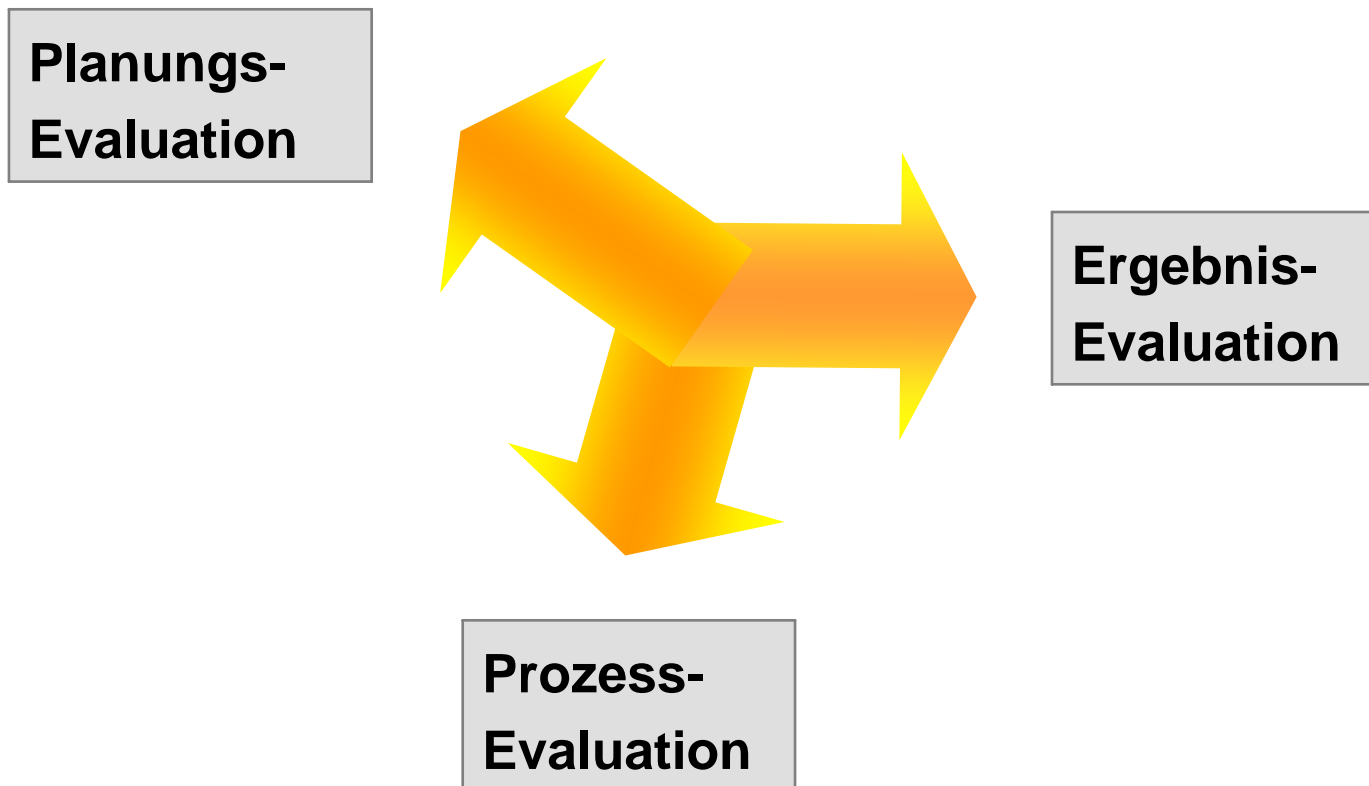 Planungs-
Evaluation
Ergebnis-
Evaluation
Prozess-
Evaluation